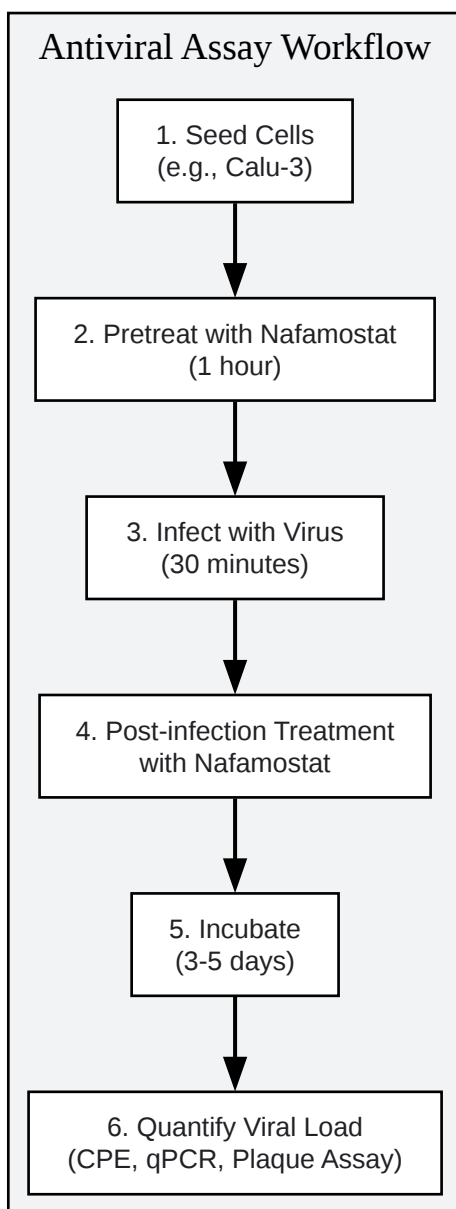 Antiviral Assay Workflow
1. Seed Cells
(e.g., Calu-3)
2. Pretreat with Nafamostat
(1 hour)
3. Infect with Virus
(30 minutes)
4. Post-infection Treatment
with Nafamostat
5. Incubate
(3-5 days)
6. Quantify Viral Load
(CPE, qPCR, Plaque Assay)